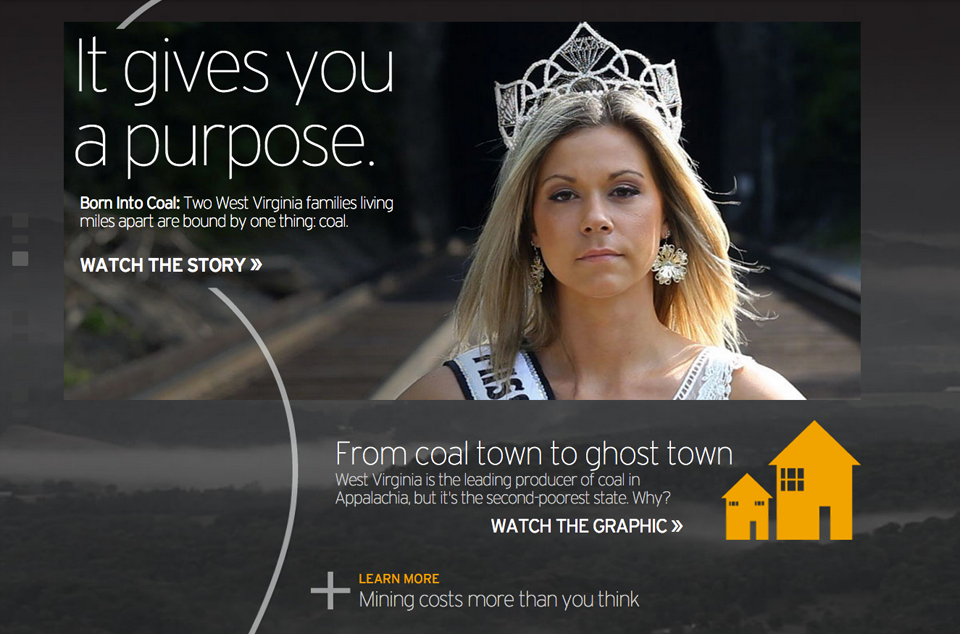 It gives you
a purpose.
Born Into Coal: Two West Virginia families living
miles apart are bound by one thing: coal.
WATCH THE STORY »
From coal town to ghost town
West Virginia is the leading producer of coal in
Appalachia, but it's the second-poorest state. Why?
WATCH THE GRAPHIC »
LEARN MORE
Mining costs more than you think